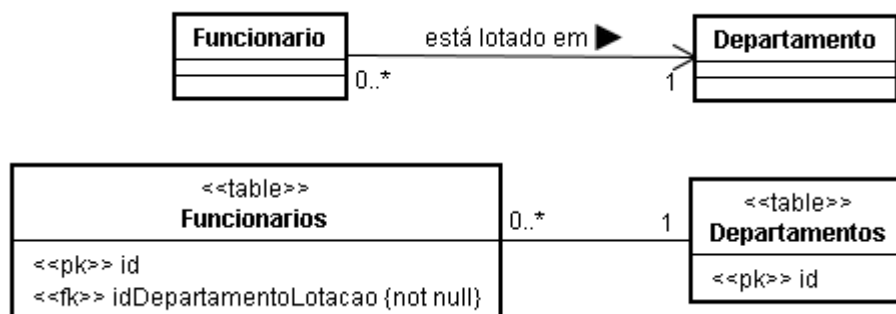 Funcionario
está lotado em
Departamento
0..*
1
<<table>>
Funcionarios
<<pk>> id
<<fk>> idDepartamentoLotacao {not null}
0..*
1
<<table>>
Departamentos
<<pk>> id